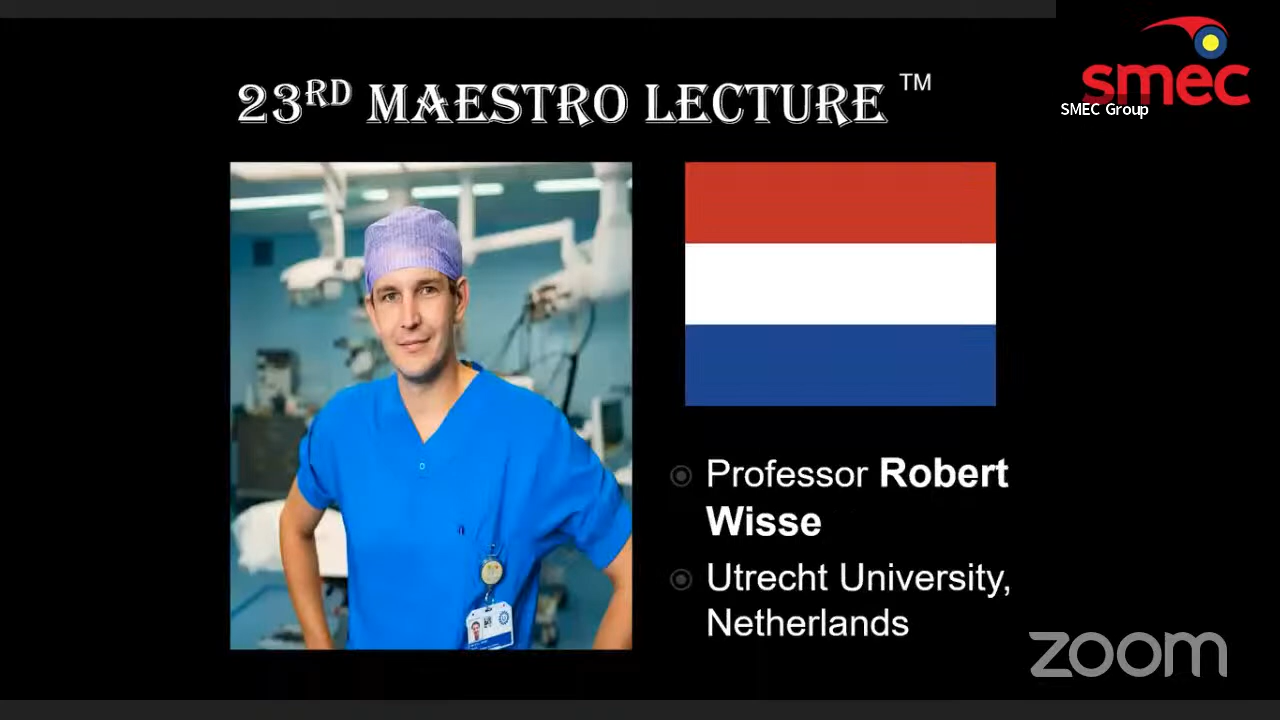 smec
SMEC Group
23RD MAESTRO LECTURE ™
Professor Robert
Wisse
Utrecht University,
Netherlands
zoom